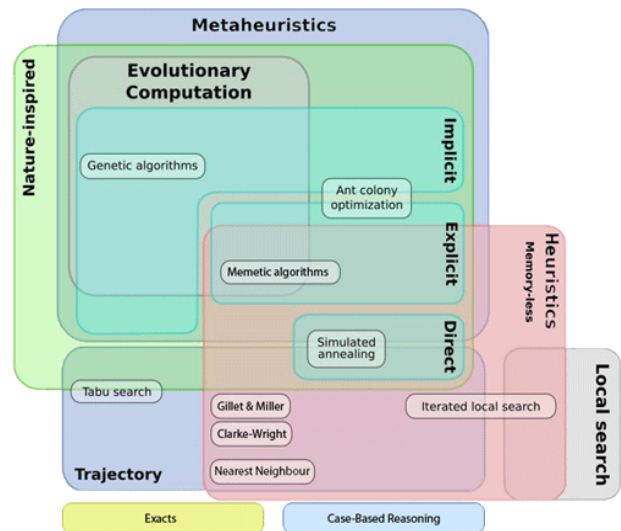 Metaheuristics
Nature-inspired
Evolutionary
Computation
Implicit
Genetic algorithms
Ant colony
optimization
Explicit
Heuristics
Memory-less
Memetic algorithms
Direct
Simulated
annealing
Local search
Tabu search
Gillet & Miller
Iterated local search
Clarke-Wright
Trajectory
Nearest Neighbour
Exacts
Case-Based Reasoning